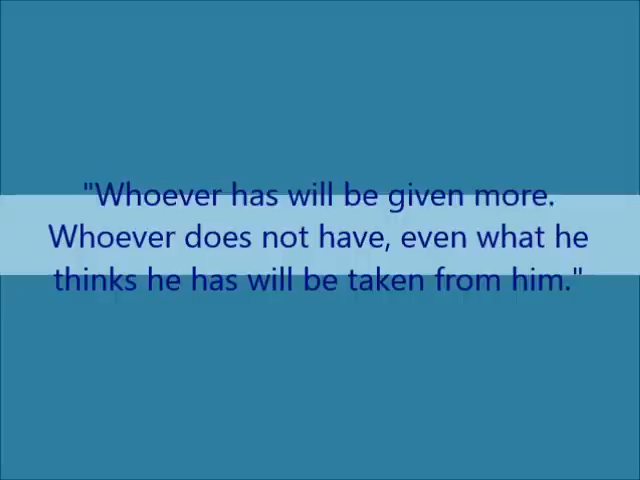 "Whoever has will be given more.
Whoever does not have, even what he
thinks he has will be taken from him."